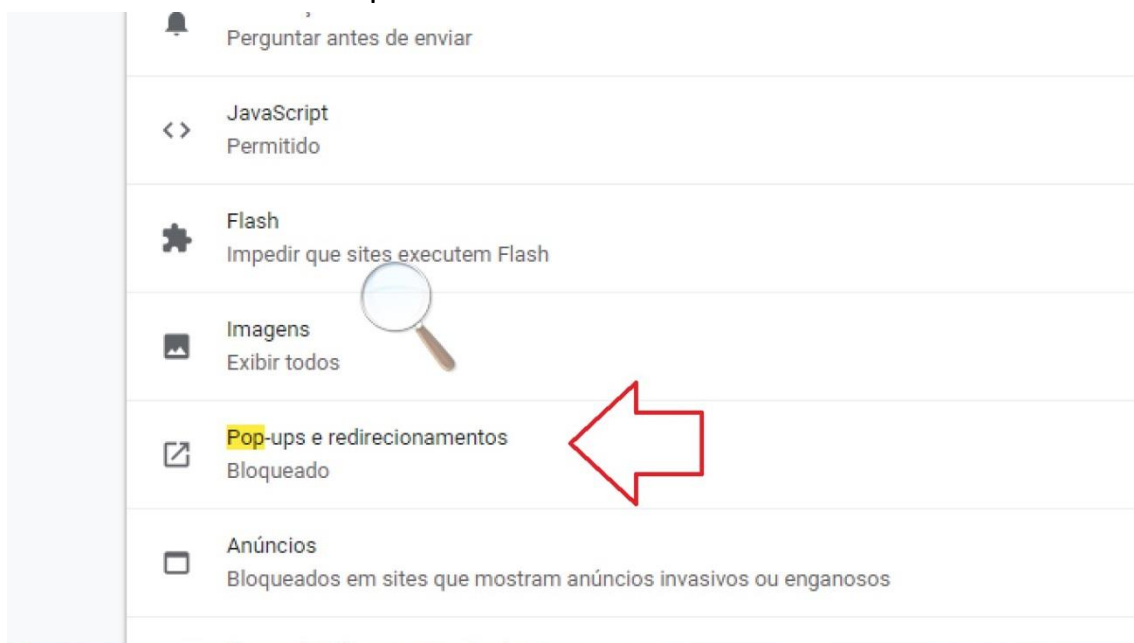 Perguntar antes de enviar
JavaScript
Permitido
Flash
Impedir que sites executem Flash
Imagens
Exibir todos
Pop-ups e redirecionamentos
Bloqueado
Anúncios
Bloqueados em sites que mostram anúncios invasivos ou enganosos